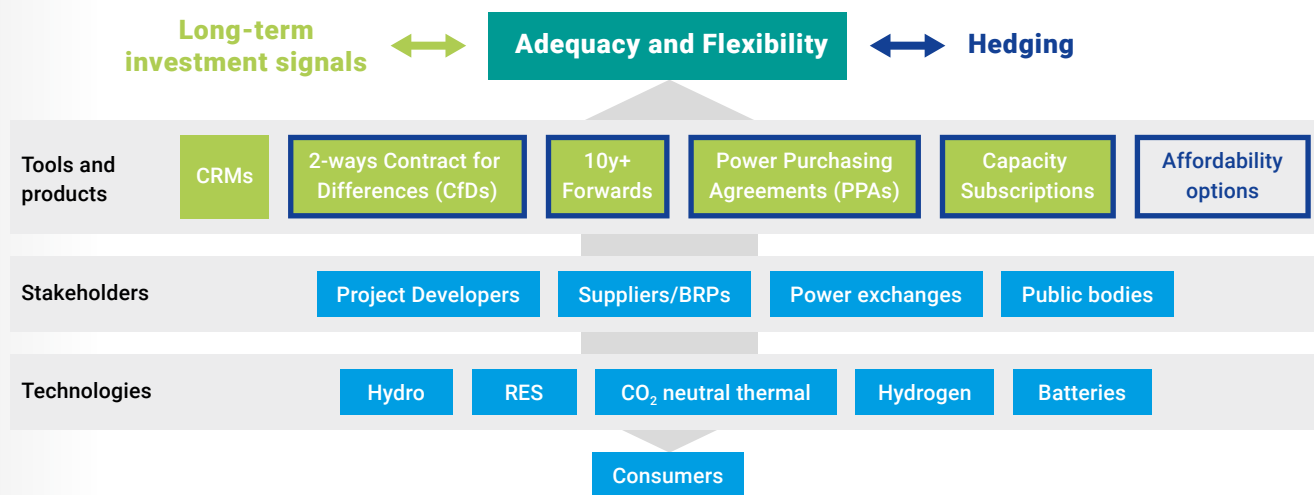 Long-term
investment signals
Adequacy and Flexibility
Hedging
Tools and
products
CRMs
2-ways Contract for
Differences (CfDs)
10y+
Forwards
Power Purchasing
Agreements (PPAs)
Capacity
Subscriptions
Affordability
options
Stakeholders
Project Developers
Suppliers/BRPs
Power exchanges
Public bodies
Technologies
Hydro
RES
CO₂ neutral thermal
Hydrogen
Batteries
Consumers